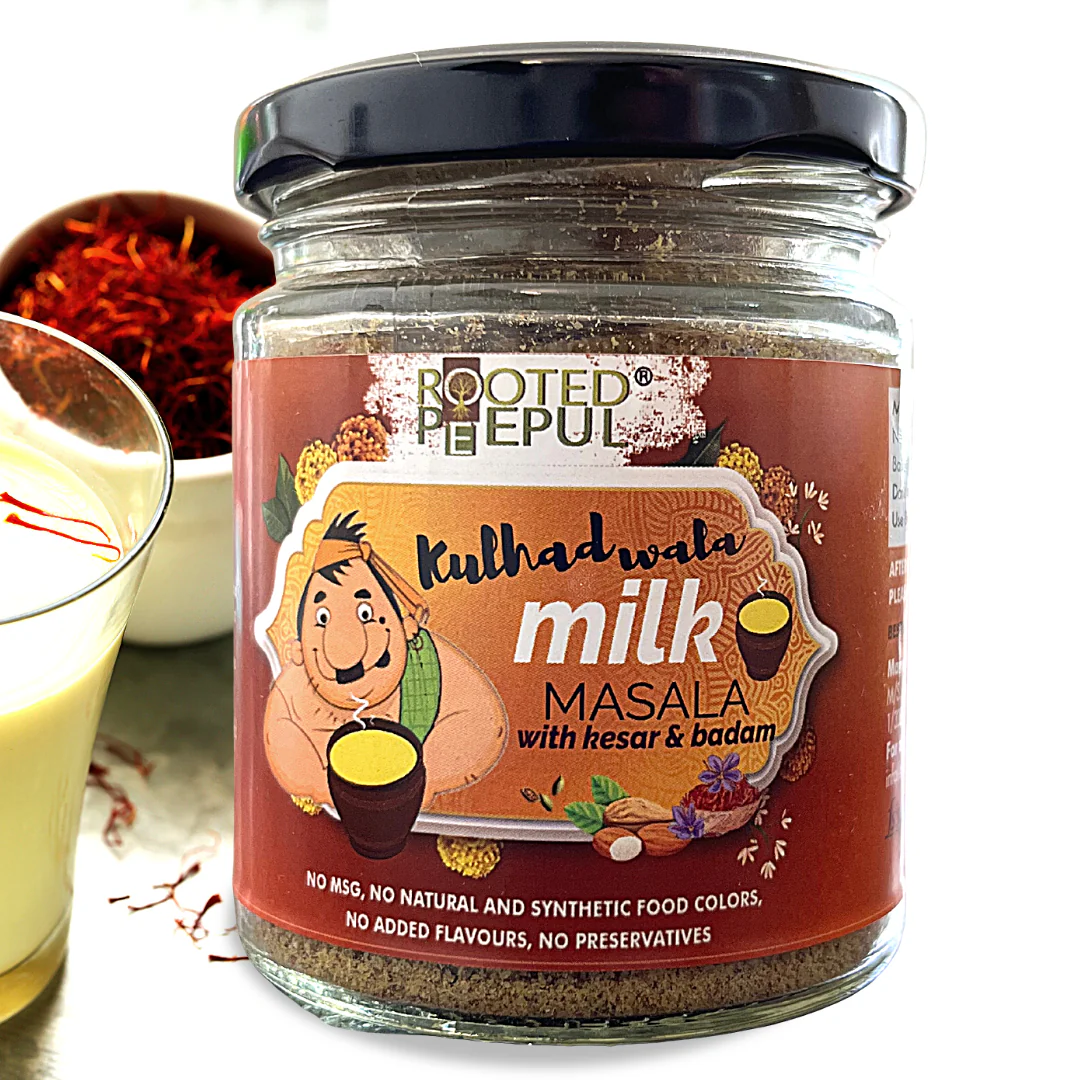 ROOTED®
PEEPUL
Kulhad wala
milk
MASALA
with kesar & badam
NO MSG, NO NATURAL AND SYNTHETIC FOOD COLORS,
NO ADDED FLAVOURS, NO PRESERVATIVES